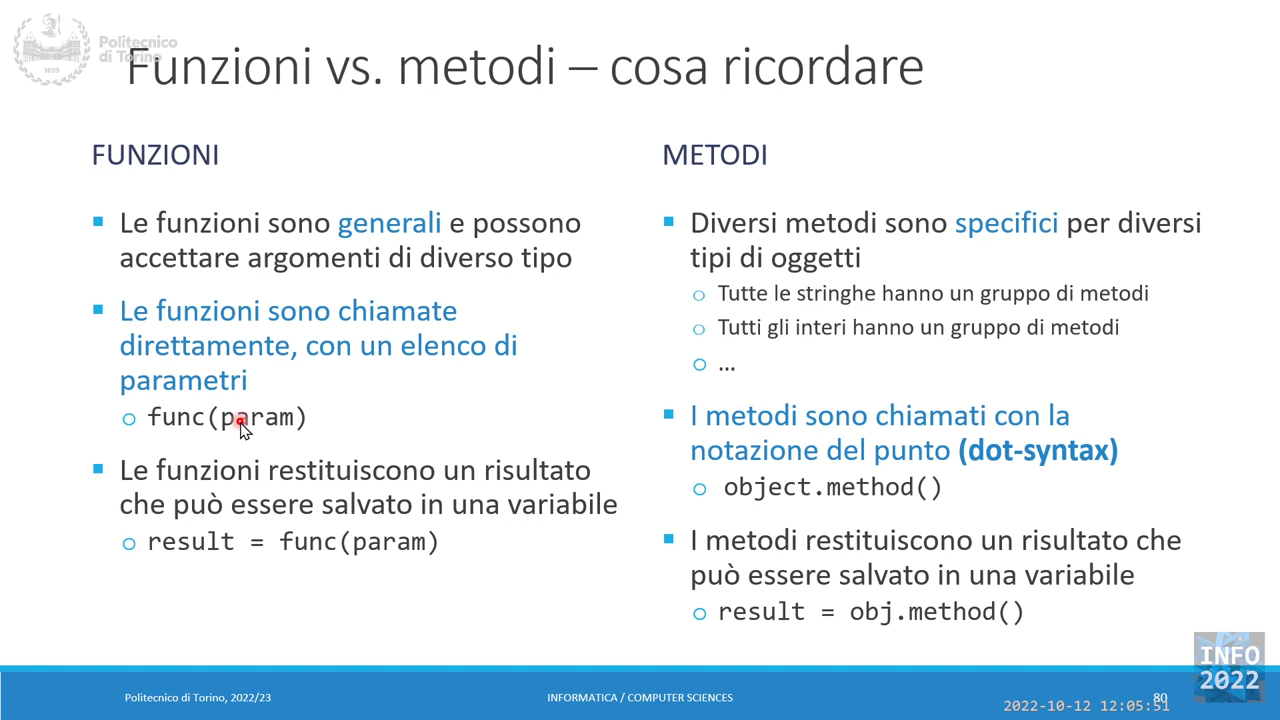 Politecnico
di Torino
1859
Funzioni vs. metodi – cosa ricordare
FUNZIONI
Le funzioni sono generali e possono
accettare argomenti di diverso tipo
Le funzioni sono chiamate
direttamente, con un elenco di
parametri
func(param)
Le funzioni restituiscono un risultato
che può essere salvato in una variabile
result = func(param)
METODI
Diversi metodi sono specifici per diversi
tipi di oggetti
Tutte le stringhe hanno un gruppo di metodi
Tutti gli interi hanno un gruppo di metodi
…
I metodi sono chiamati con la
notazione del punto (dot-syntax)
object.method()
I metodi restituiscono un risultato che
può essere salvato in una variabile
result = obj.method()
INFO
2022
Politecnico di Torino, 2022/23
INFORMATICA / COMPUTER SCIENCES
80
2022-10-12 12:05:51